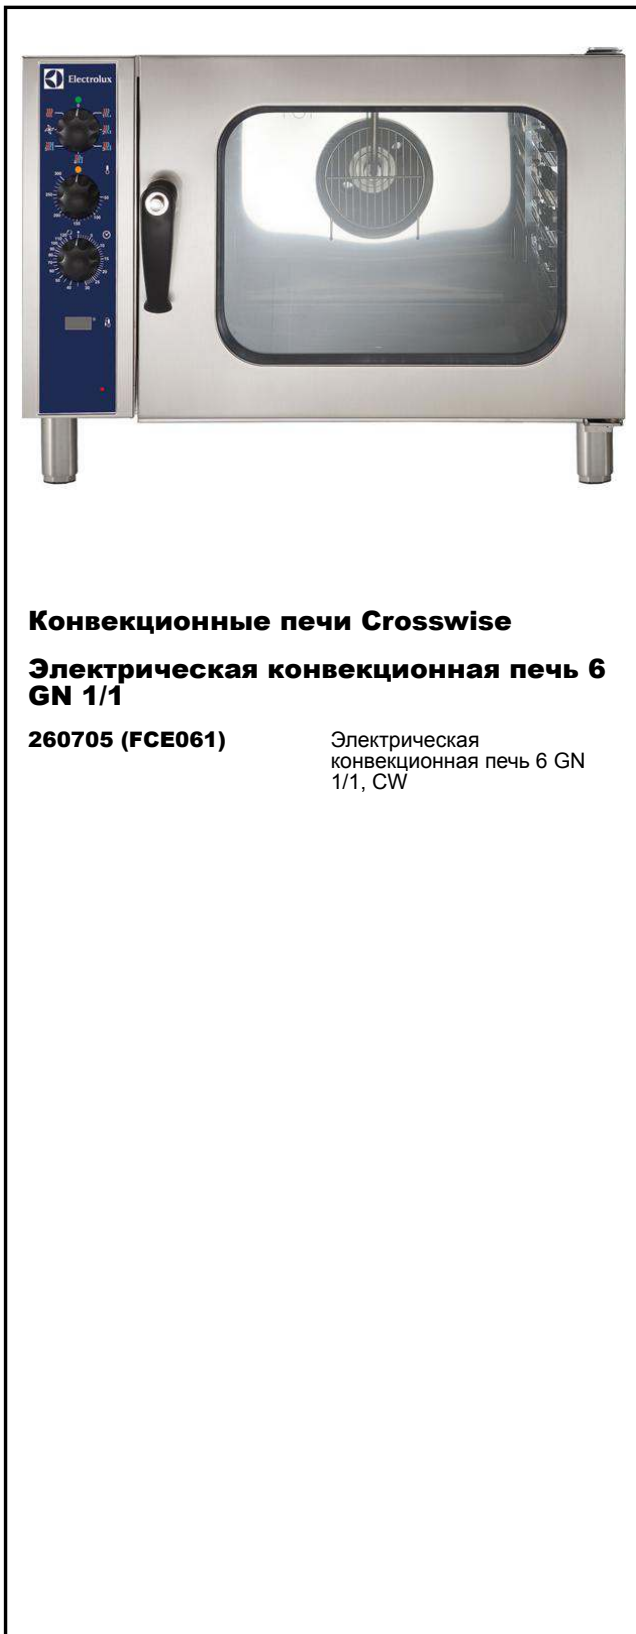 Electrolux
Конвекционные печи Crosswise
Электрическая конвекционная печь 6
GN 1/1
260705 (FCE061)
Электрическая
конвекционная печь 6 GN
1/1, CW